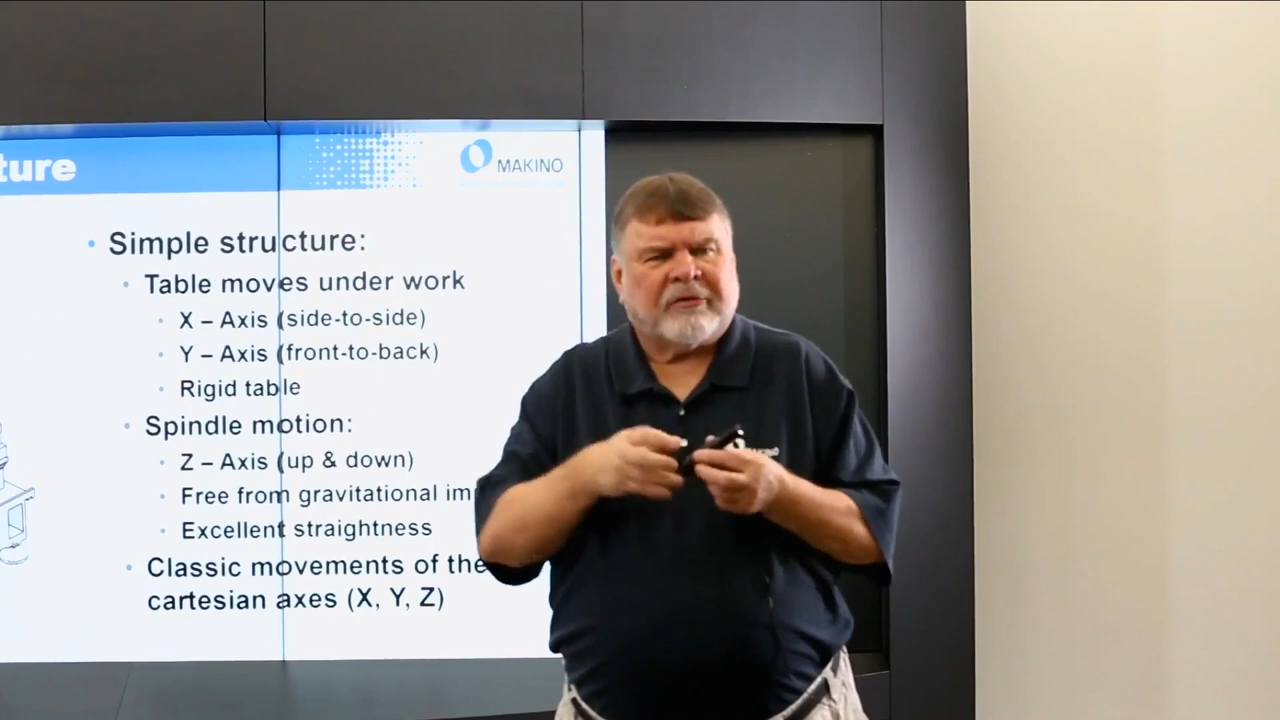 ture
MAKINO
• Simple structure:
• Table moves under work
• X – Axis (side-to-side)
• Y – Axis (front-to-back)
• Rigid table
• Spindle motion:
• Z – Axis (up & down)
• Free from gravitational im
• Excellent straightness
• Classic movements of the
cartesian axes (X, Y, Z)
MAKINO